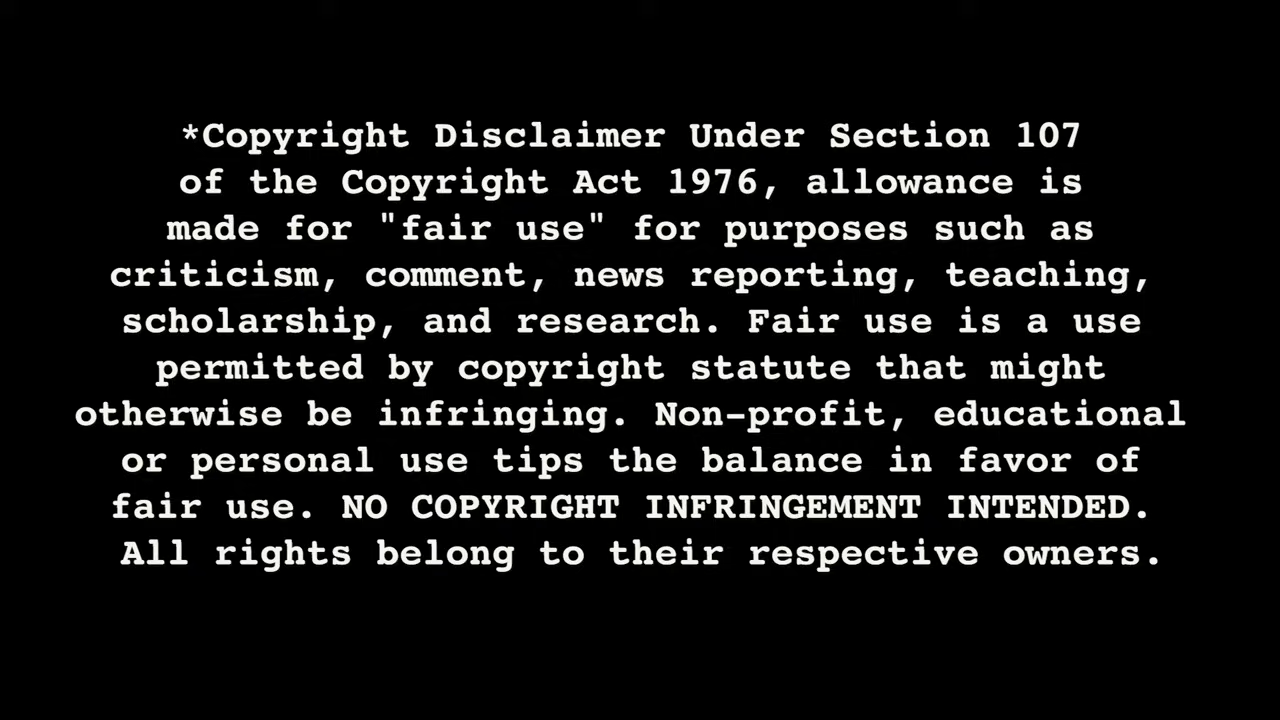 *Copyright Disclaimer Under Section 107
of the Copyright Act 1976, allowance is
made for "fair use" for purposes such as
criticism, comment, news reporting, teaching,
scholarship, and research. Fair use is a use
permitted by copyright statute that might
otherwise be infringing. Non-profit, educational
or personal use tips the balance in favor of
fair use. NO COPYRIGHT INFRINGEMENT INTENDED.
All rights belong to their respective owners.